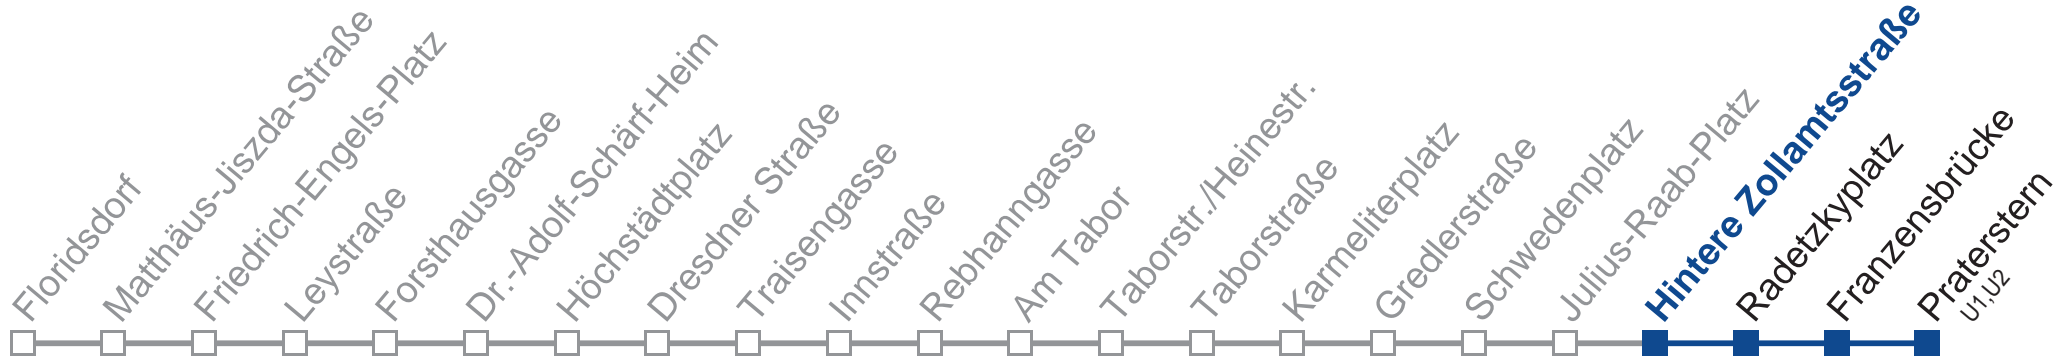 Floridsdorf
Matthäus-Jiszda-Straße
Friedrich-Engels-Platz
Leystraße
Forsthausgasse
Dr.-Adolf-Schärf-Heim
Höchstädtplatz
Dresdner Straße
Traisengasse
Innstraße
Rebhanngasse
Am Tabor
Taborstr./Heinestr.
Taborstraße
Karmeliterplatz
Gredlerstraße
Schwedenplatz
Julius-Raab-Platz
Hintere Zollamtsstraße
Radetzkyplatz
Franzensbrücke
Praterstern
U1,U2